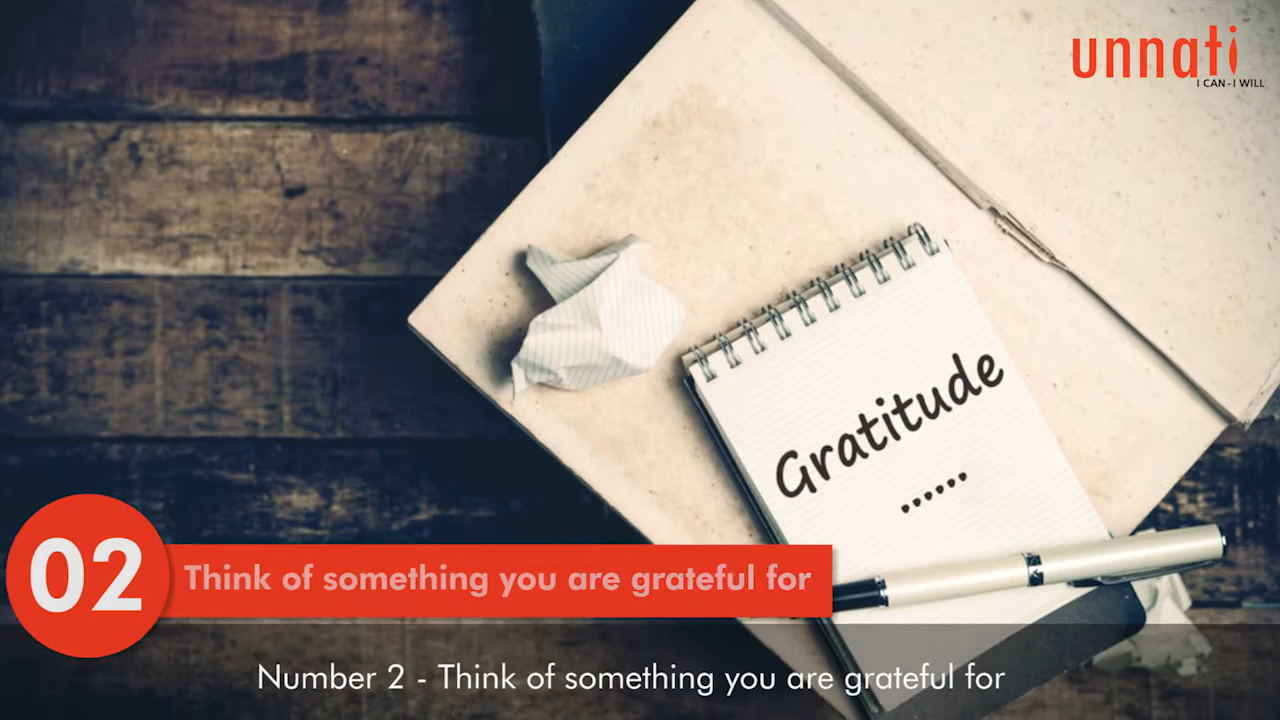 unnati
I CAN - I WILL
Gratitude
......
02
Think of something you are grateful for
Number 2 - Think of something you are grateful for